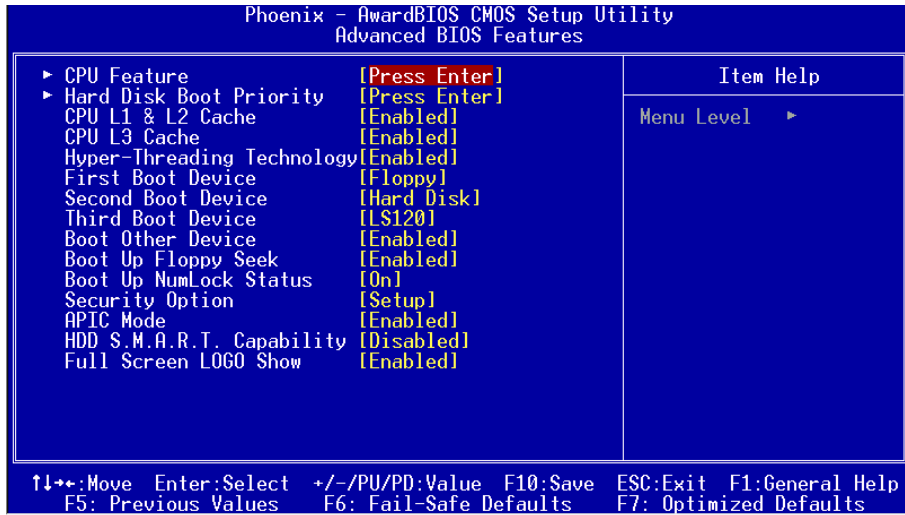 Phoenix - AwardBIOS CMOS Setup Utility
Advanced BIOS Features
► CPU Feature [Press Enter]
► Hard Disk Boot Priority [Press Enter]
CPU L1 & L2 Cache [Enabled]
CPU L3 Cache [Enabled]
Hyper-Threading Technology[Enabled]
First Boot Device [Floppy]
Second Boot Device [Hard Disk]
Third Boot Device [LS120]
Boot Other Device [Enabled]
Boot Up Floppy Seek [Enabled]
Boot Up NumLock Status [On]
Security Option [Setup]
APIC Mode [Enabled]
HDD S.M.A.R.T. Capability [Disabled]
Full Screen LOGO Show [Enabled]
Item Help
Menu Level ►
↑↓→←:Move Enter:Select +/-/PU/PD:Value F10:Save ESC:Exit F1:General Help
F5: Previous Values F6: Fail-Safe Defaults F7: Optimized Defaults